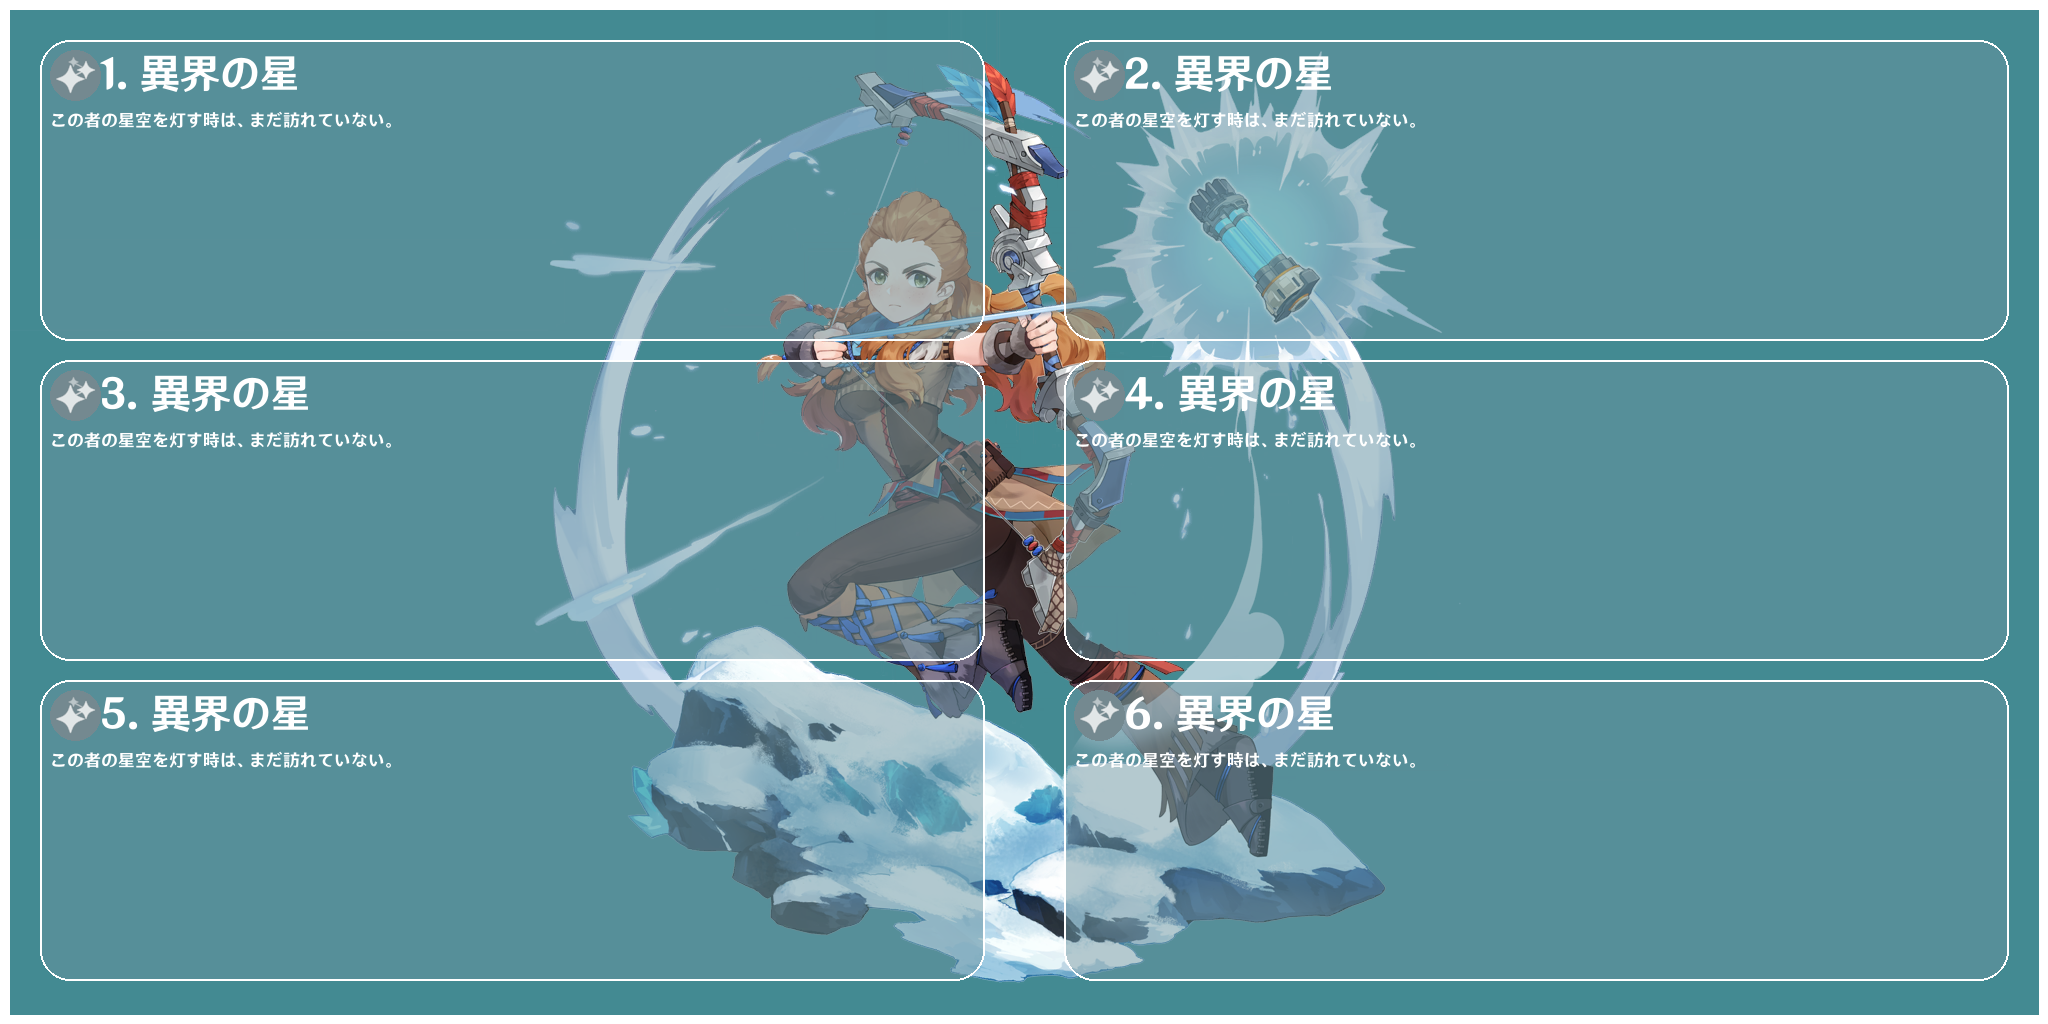 1. 異界の星
この者の星空を灯す時は、まだ訪れていない。
2. 異界の星
この者の星空を灯す時は、まだ訪れていない。
3. 異界の星
この者の星空を灯す時は、まだ訪れていない。
4. 異界の星
この者の星空を灯す時は、まだ訪れていない。
5. 異界の星
この者の星空を灯す時は、まだ訪れていない。
6. 異界の星
この者の星空を灯す時は、まだ訪れていない。